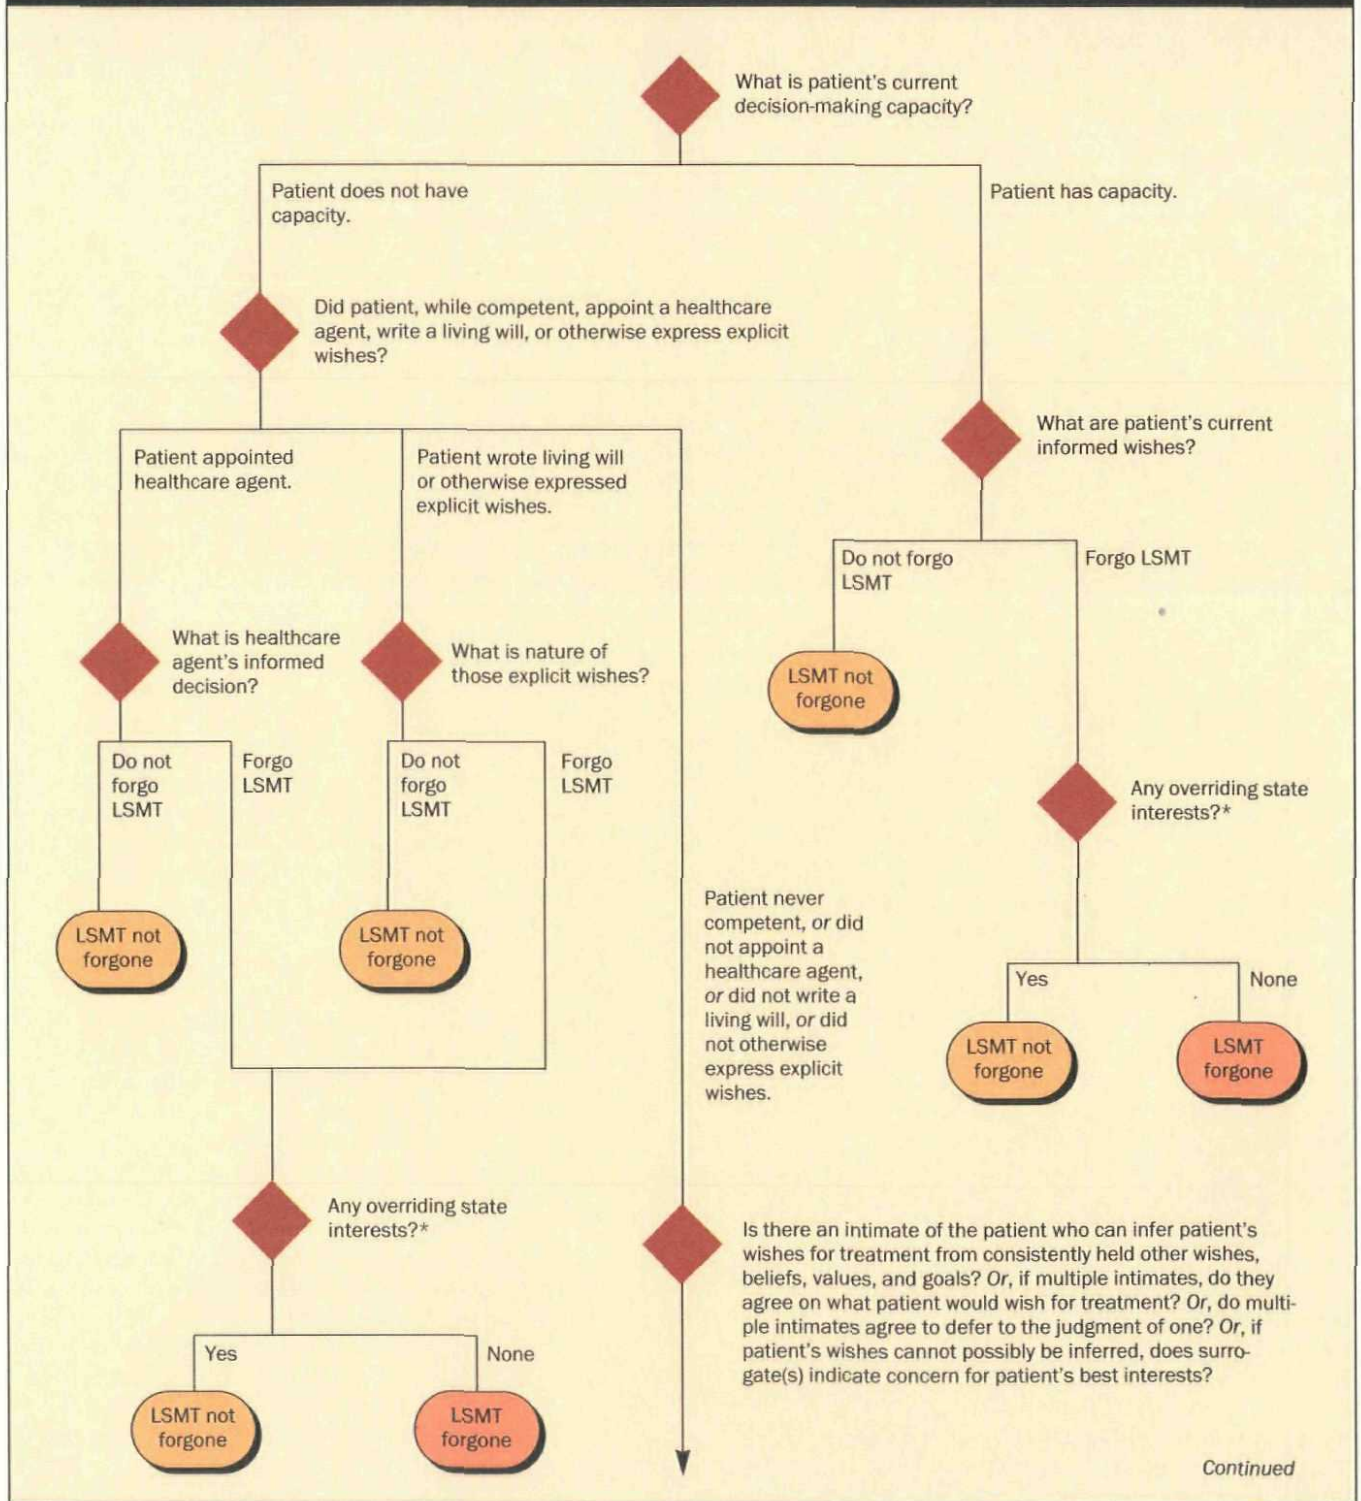 What is patient's current
decision-making capacity?
Patient does not have
capacity.
Patient has capacity.
Did patient, while competent, appoint a healthcare
agent, write a living will, or otherwise express explicit
wishes?
What are patient's current
informed wishes?
Patient appointed
healthcare agent.
Patient wrote living will
or otherwise expressed
explicit wishes.
Do not forgo
LSMT
Forgo LSMT
What is healthcare
agent's informed
decision?
What is nature of
those explicit wishes?
LSMT not
forgone
Do not
forgo
LSMT
Forgo
LSMT
Do not
forgo
LSMT
Forgo
LSMT
Any overriding state
interests?*
LSMT not
forgone
LSMT not
forgone
Patient never
competent, or did
not appoint a
healthcare agent,
or did not write a
living will, or did
not otherwise
express explicit
wishes.
Yes
None
LSMT not
forgone
LSMT
forgone
Any overriding state
interests?*
Is there an intimate of the patient who can infer patient's
wishes for treatment from consistently held other wishes,
beliefs, values, and goals? Or, if multiple intimates, do they
agree on what patient would wish for treatment? Or, do multi-
ple intimates agree to defer to the judgment of one? Or, if
patient's wishes cannot possibly be inferred, does surro-
gate(s) indicate concern for patient's best interests?
Yes
None
LSMT not
forgone
LSMT
forgone
Continued